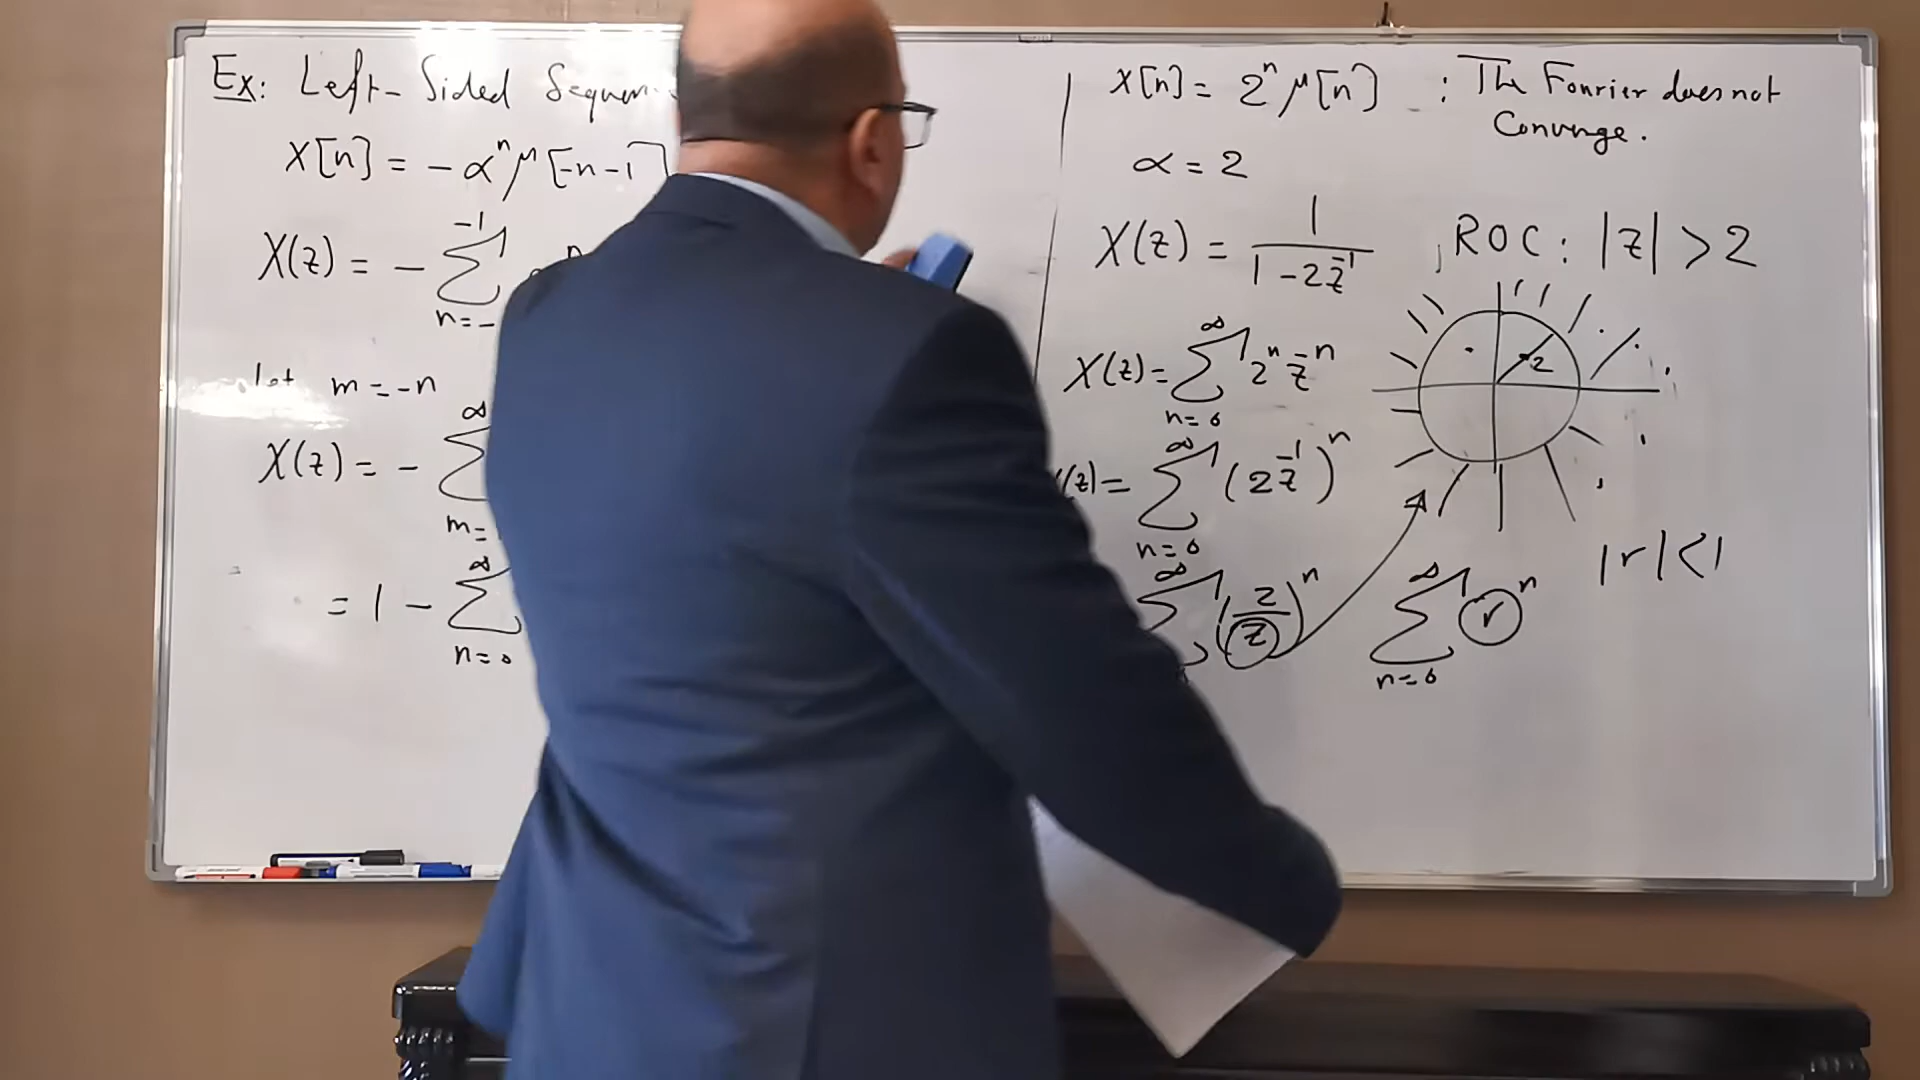 Ex: Left-Sided
x[n] = -α^n μ[-n-1]
X(z) = - Σ_{n=-}^{-1}
let m = -n
X(z) = - Σ_{m=}^{∞}
= 1 - Σ_{n=0}^{∞}
x[n] = 2^n μ[n] : The Fourier does not
Converge.
α = 2
X(z) = 1/(1-2z^{-1}) , ROC: |z| > 2
2
X(z) = Σ_{n=0}^{∞} 2^n z^{-n}
(z) = Σ_{n=0}^{∞} (2z^{-1})^n
Σ^{∞} (2/z)^n
Σ_{n=0}^{∞} r^n
|r| < 1